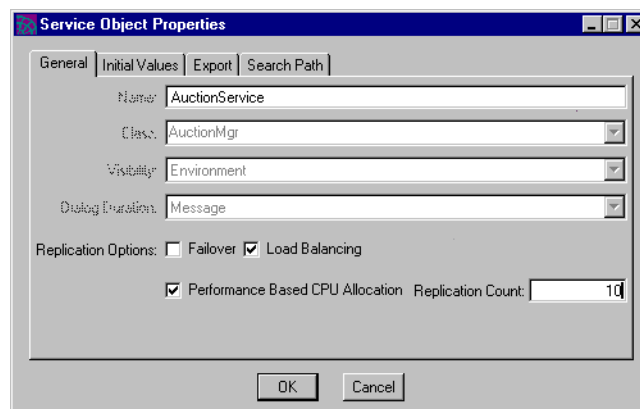 Service Object Properties
General Initial Values Export Search Path
Name: AuctionService
Class: AuctionMgr
Visibility: Environment
Dialog Duration: Message
Replication Options: Failover Load Balancing
Performance Based CPU Allocation Replication Count: 10
OK Cancel